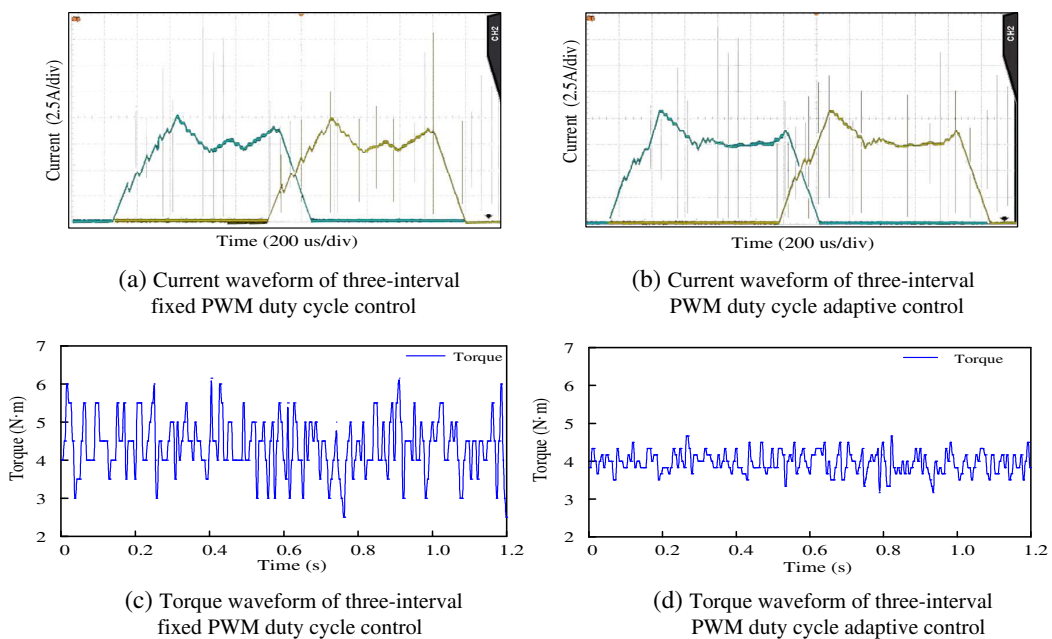 CH2
Current (2.5A/div)
Time (200 us/div)
(a) Current waveform of three-interval
fixed PWM duty cycle control
CH2
Current (2.5A/div)
Time (200 us/div)
(b) Current waveform of three-interval
PWM duty cycle adaptive control
7
6
5
4
3
2
Torque (N·m)
Torque
0 0.2 0.4 0.6 0.8 1.0 1.2
Time (s)
(c) Torque waveform of three-interval
fixed PWM duty cycle control
7
6
5
4
3
2
Torque (N·m)
Torque
0 0.2 0.4 0.6 0.8 1.0 1.2
Time (s)
(d) Torque waveform of three-interval
PWM duty cycle adaptive control